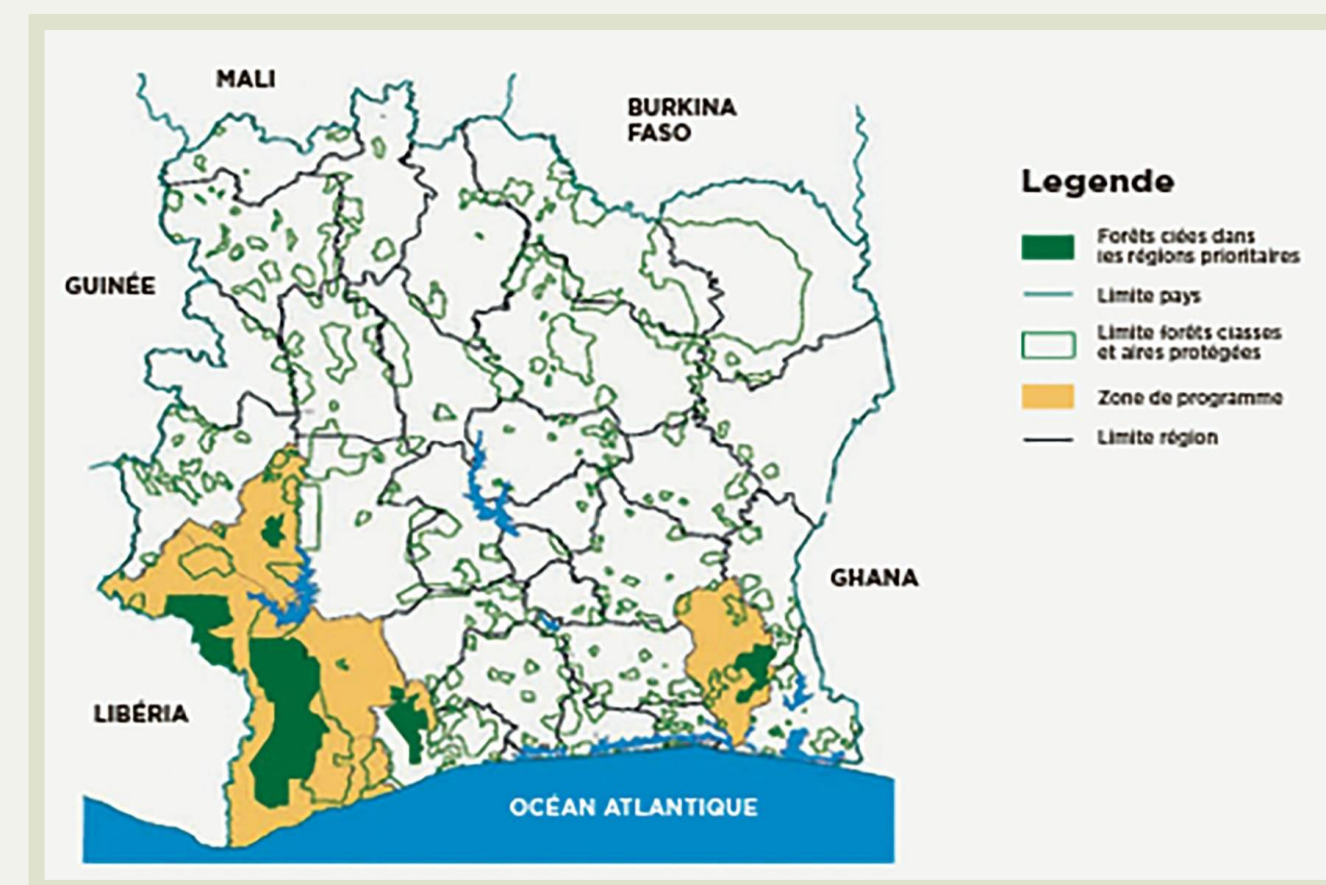 MALI
BURKINA
FASO
GUINÉE
GHANA
LIBÉRIA
OCÉAN ATLANTIQUE
Legende
Forêts clées dans
les régions prioritaires
Limite pays
Limite forêts classes
et aires protégées
Zone de programme
Limite région